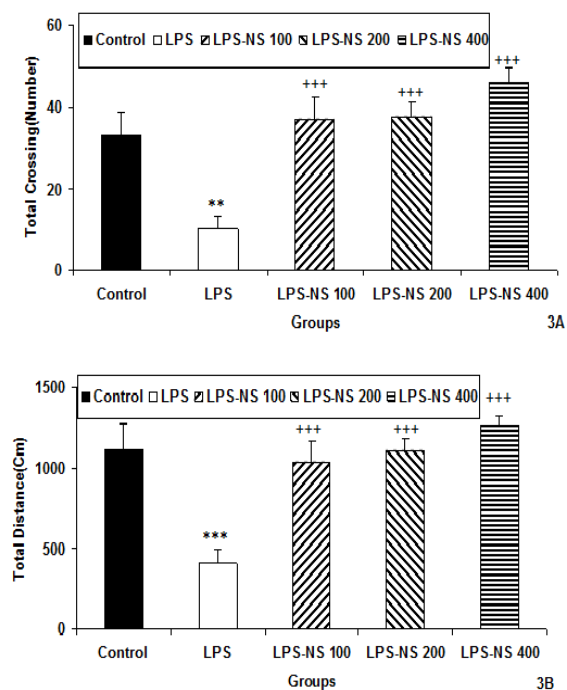 60
40
20
0
Total Crossing(Number)
Control LPS LPS-NS 100 LPS-NS 200 LPS-NS 400
**
+++
+++
+++
Control LPS LPS-NS 100 LPS-NS 200 LPS-NS 400
Groups
3A
1500
1000
500
0
Total Distance(Cm)
Control LPS LPS-NS 100 LPS-NS 200 LPS-NS 400
***
+++
+++
+++
Control LPS LPS-NS 100 LPS-NS 200 LPS-NS 400
Groups
3B